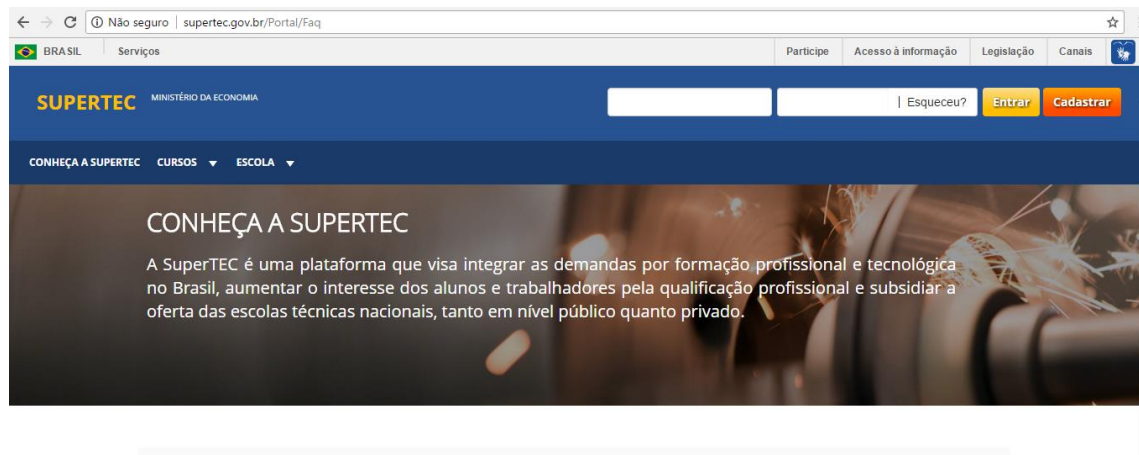 Não seguro | supertec.gov.br/Portal/Faq
BRASIL Serviços Participe Acesso à informação Legislação Canais
SUPERTEC MINISTÉRIO DA ECONOMIA | Esqueceu? Entrar Cadastrar
CONHEÇA A SUPERTEC CURSOS ESCOLA
CONHEÇA A SUPERTEC
A SuperTEC é uma plataforma que visa integrar as demandas por formação profissional e tecnológica
no Brasil, aumentar o interesse dos alunos e trabalhadores pela qualificação profissional e subsidiar a
oferta das escolas técnicas nacionais, tanto em nível público quanto privado.